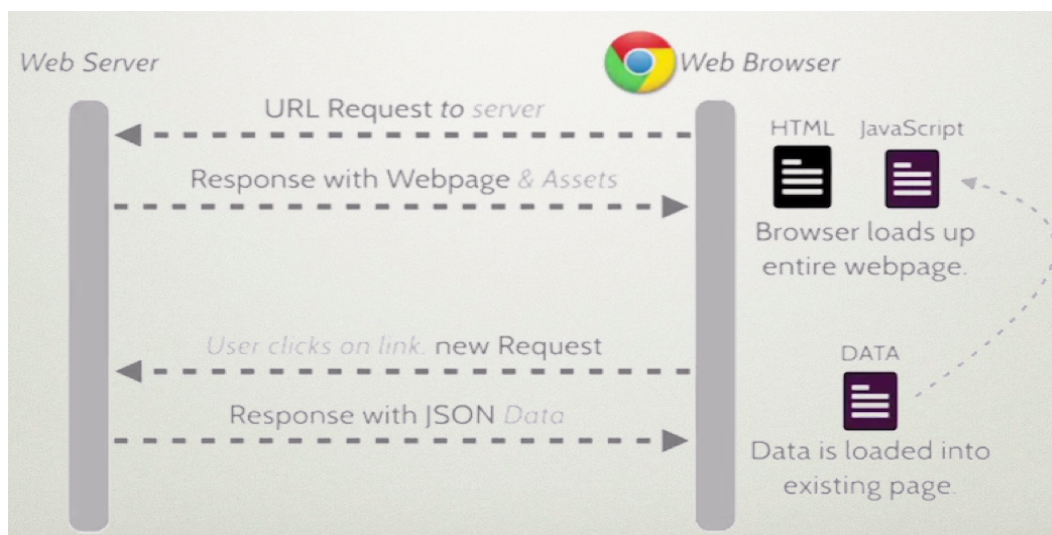 Web Server
Web Browser
URL Request to server
HTML
JavaScript
Response with Webpage & Assets
Browser loads up
entire webpage.
User clicks on link. new Request
DATA
Response with JSON Data
Data is loaded into
existing page.